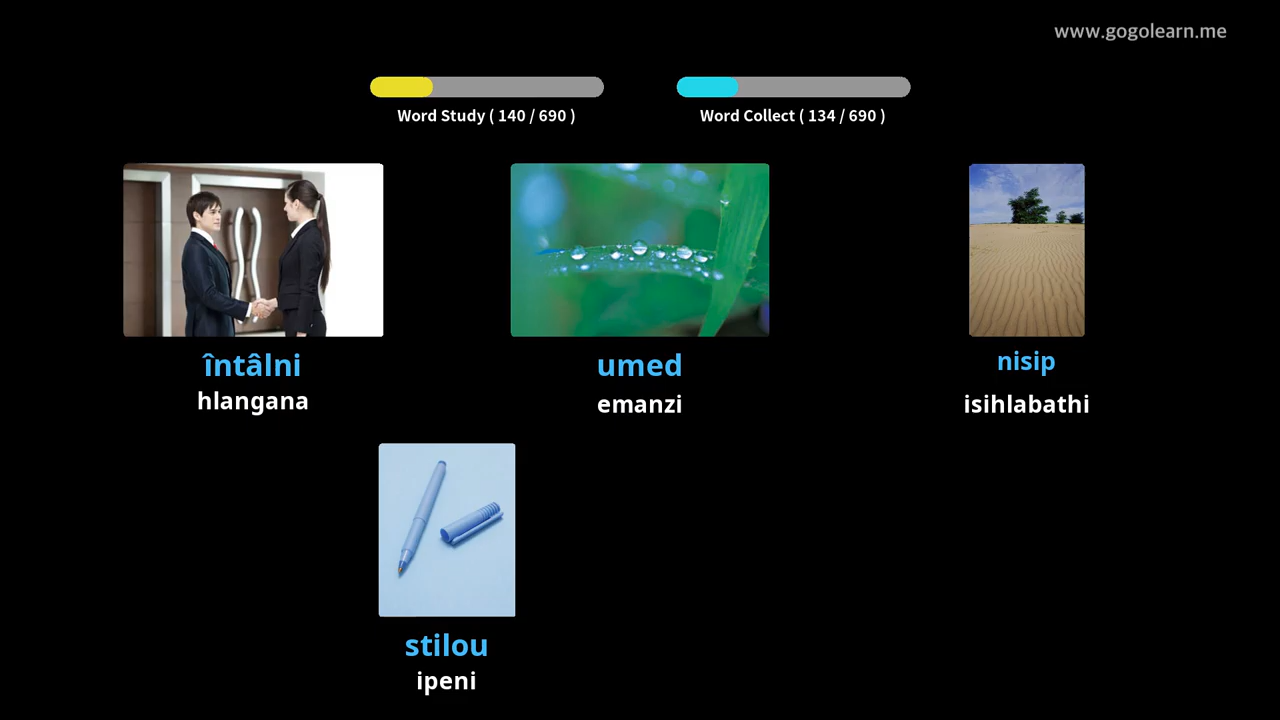 www.gogolearn.me
Word Study ( 140 / 690 )
Word Collect ( 134 / 690 )
întâlni
hlangana
umed
emanzi
nisip
isihlabathi
stilou
ipeni